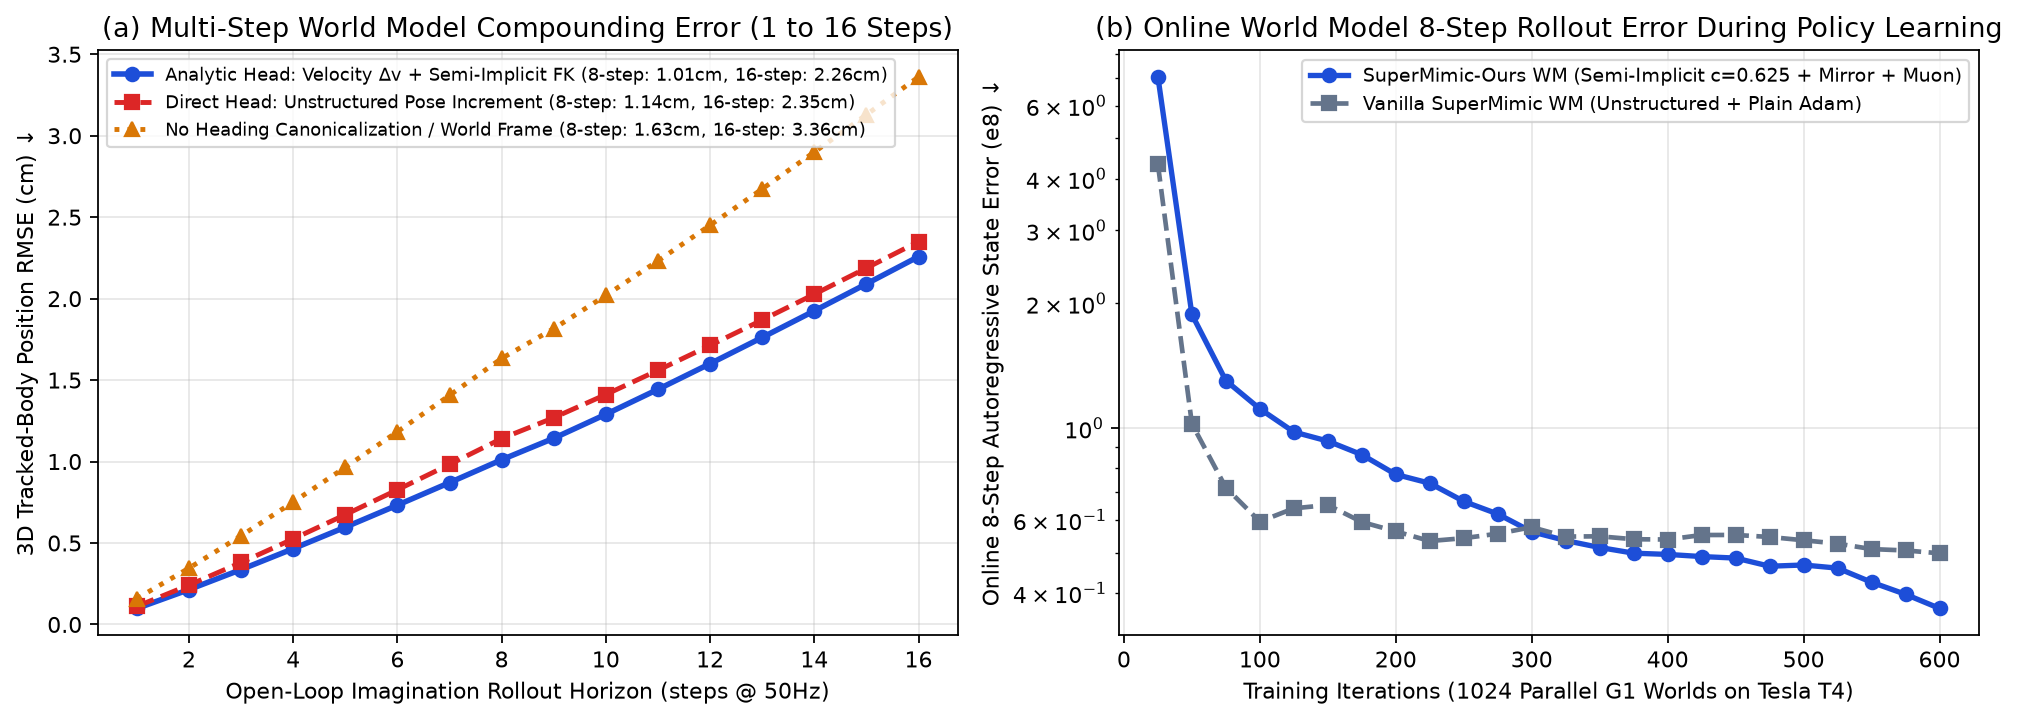 (a) Multi-Step World Model Compounding Error (1 to 16 Steps)
3D Tracked-Body Position RMSE (cm) ↓
3.5
3.0
2.5
2.0
1.5
1.0
0.5
0.0
Analytic Head: Velocity Δv + Semi-Implicit FK (8-step: 1.01cm, 16-step: 2.26cm)
Direct Head: Unstructured Pose Increment (8-step: 1.14cm, 16-step: 2.35cm)
No Heading Canonicalization / World Frame (8-step: 1.63cm, 16-step: 3.36cm)
2 4 6 8 10 12 14 16
Open-Loop Imagination Rollout Horizon (steps @ 50Hz)
(b) Online World Model 8-Step Rollout Error During Policy Learning
Online 8-Step Autoregressive State Error (e8) ↓
6 × 10⁰
4 × 10⁰
3 × 10⁰
2 × 10⁰
10⁰
6 × 10⁻¹
4 × 10⁻¹
SuperMimic-Ours WM (Semi-Implicit c=0.625 + Mirror + Muon)
Vanilla SuperMimic WM (Unstructured + Plain Adam)
0 100 200 300 400 500 600
Training Iterations (1024 Parallel G1 Worlds on Tesla T4)